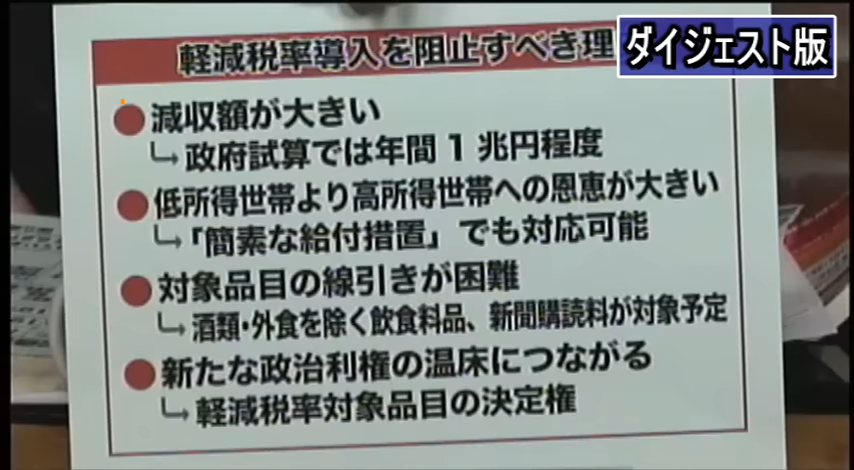 軽減税率導入を阻止すべき理
ダイジェスト版
●減収額が大きい
↳政府試算では年間1兆円程度
●低所得世帯より高所得世帯への恩恵が大きい
↳「簡素な給付措置」でも対応可能
●対象品目の線引きが困難
↳酒類・外食を除く飲食料品、新聞購読料が対象予定
●新たな政治利権の温床につながる
↳軽減税率対象品目の決定権